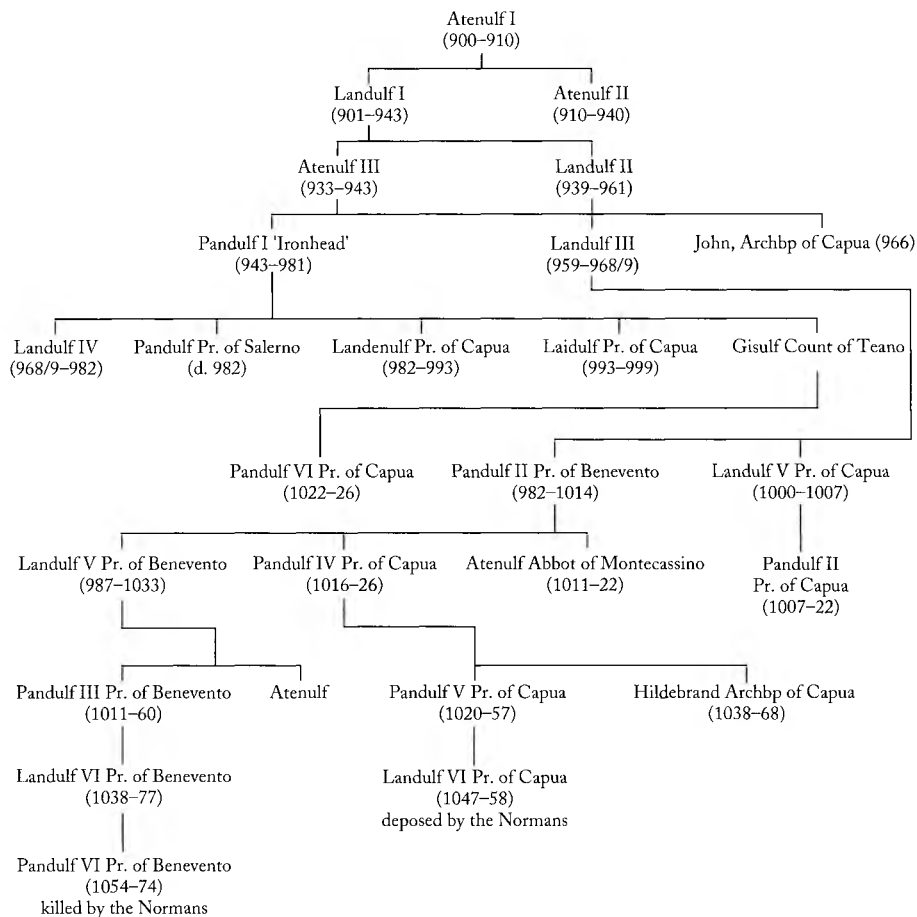 Atenulf I
(900–910)
Landulf I
(901–943)
Atenulf II
(910–940)
Atenulf III
(933–943)
Landulf II
(939–961)
Pandulf I 'Ironhead'
(943–981)
Landulf III
(959–968/9)
John, Archbp of Capua (966)
Landulf IV
(968/9–982)
Pandulf Pr. of Salerno
(d. 982)
Landenulf Pr. of Capua
(982–993)
Laidulf Pr. of Capua
(993–999)
Gisulf Count of Teano
Pandulf VI Pr. of Capua
(1022–26)
Pandulf II Pr. of Benevento
(982–1014)
Landulf V Pr. of Capua
(1000–1007)
Landulf V Pr. of Benevento
(987–1033)
Pandulf IV Pr. of Capua
(1016–26)
Atenulf Abbot of Montecassino
(1011–22)
Pandulf II
Pr. of Capua
(1007–22)
Pandulf III Pr. of Benevento
(1011–60)
Atenulf
Pandulf V Pr. of Capua
(1020–57)
Hildebrand Archbp of Capua
(1038–68)
Landulf VI Pr. of Benevento
(1038–77)
Landulf VI Pr. of Capua
(1047–58)
deposed by the Normans
Pandulf VI Pr. of Benevento
(1054–74)
killed by the Normans